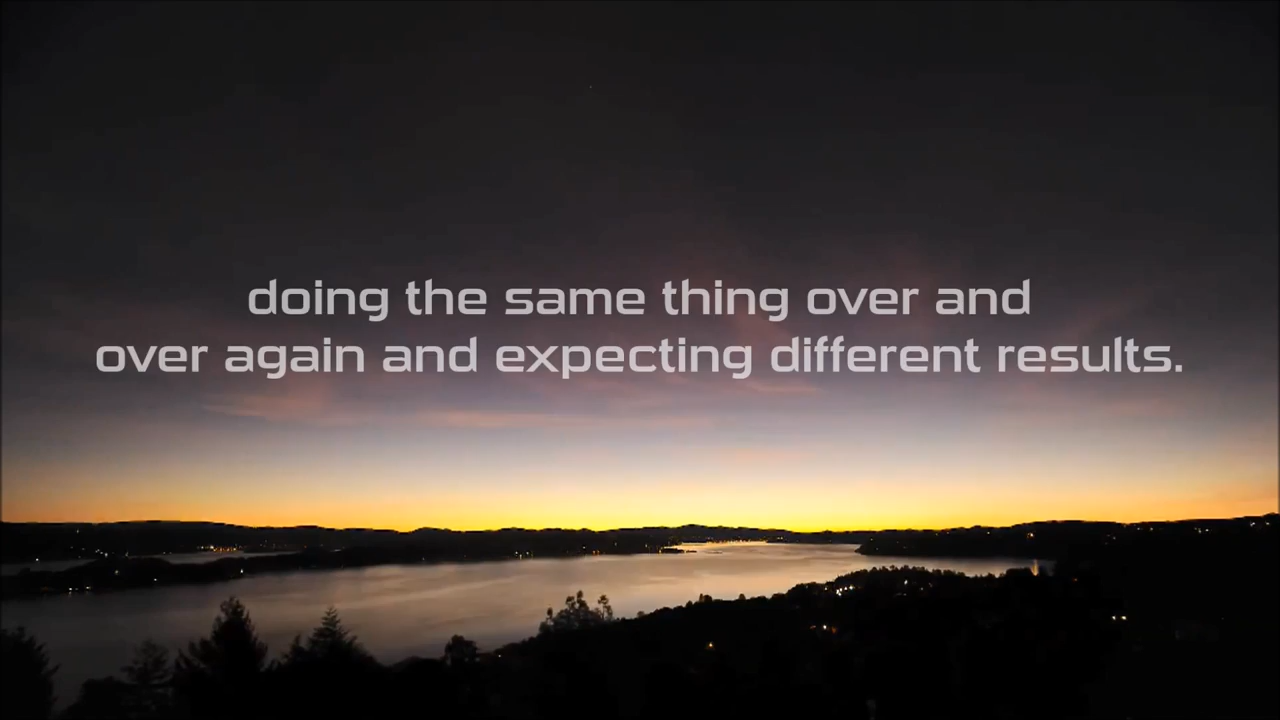 doing the same thing over and
over again and expecting different results.